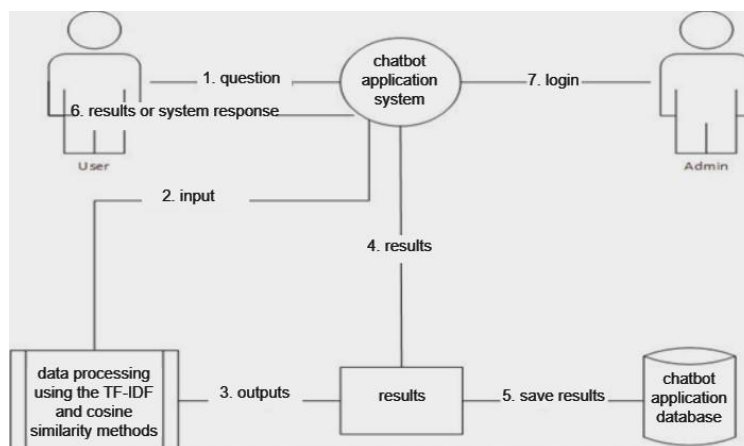 1. question
chatbot
application
system
7. login
6. results or system response
User
Admin
2. input
4. results
data processing
using the TF-IDF
and cosine
similarity methods
3. outputs
results
5. save results
chatbot
application
database